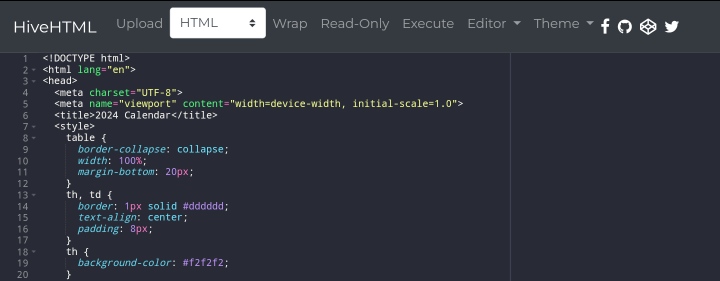 HiveHTML Upload HTML Wrap Read-Only Execute Editor Theme
1 <!DOCTYPE html>
2 <html lang="en">
3 <head>
4 <meta charset="UTF-8">
5 <meta name="viewport" content="width=device-width, initial-scale=1.0">
6 <title>2024 Calendar</title>
7 <style>
8 table {
9 border-collapse: collapse;
10 width: 100%;
11 margin-bottom: 20px;
12 }
13 th, td {
14 border: 1px solid #dddddd;
15 text-align: center;
16 padding: 8px;
17 }
18 th {
19 background-color: #f2f2f2;
20 }